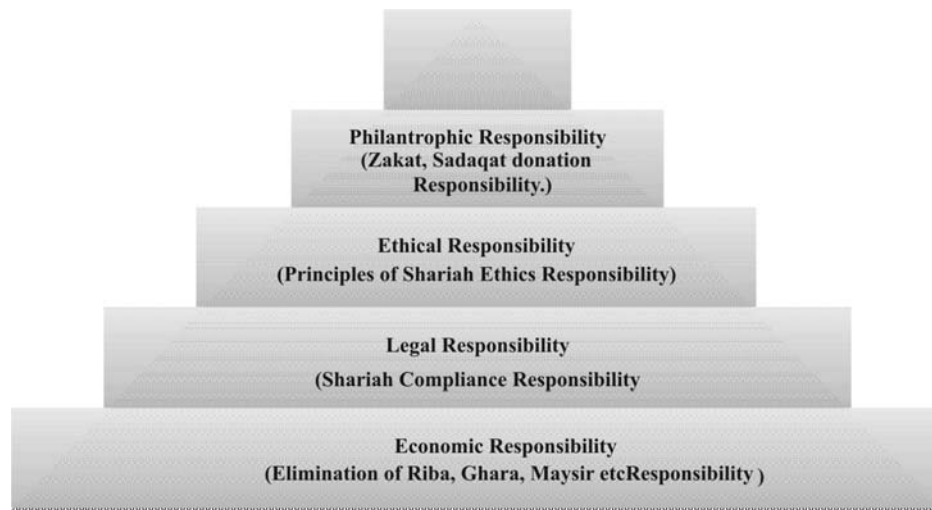 Philantrophic Responsibility
(Zakat, Sadaqat donation
Responsibility.)
Ethical Responsibility
(Principles of Shariah Ethics Responsibility)
Legal Responsibility
(Shariah Compliance Responsibility
Economic Responsibility
(Elimination of Riba, Ghara, Maysir etcResponsibility )